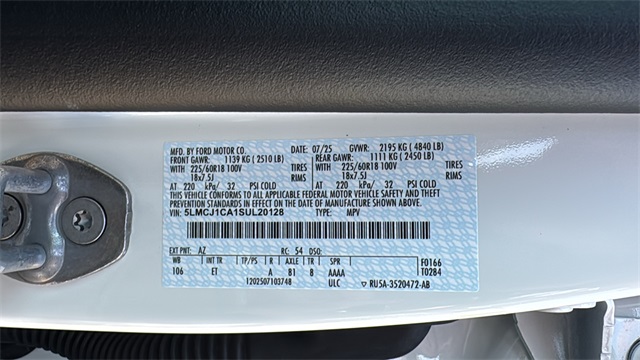 MFD. BY FORD MOTOR CO. DATE: 07/25 GVWR: 2195 KG ( 4840 LB)
FRONT GAWR: 1139 KG ( 2510 LB) REAR GAWR: 1111 KG ( 2450 LB)
WITH 225/60R18 100V TIRES WITH 225/60R18 100V TIRES
18x7.5J RIMS 18x7.5J RIMS
AT 220 kPa/ 32 PSI COLD AT 220 kPa/ 32 PSI COLD
THIS VEHICLE CONFORMS TO ALL APPLICABLE FEDERAL MOTOR VEHICLE SAFETY AND THEFT
PREVENTION STANDARDS IN EFFECT ON THE DATE OF MANUFACTURE SHOWN ABOVE.
VIN: 5LMCJ1CA1SUL20128 TYPE: MPV
EXT PNT: AZ RC: 54 DSO: F0166
WB INT TR TP/PS R AXLE TR SPR T0284
106 ET A B1 8 AAAA
1202507103748 ULC RU5A-3520472-AB